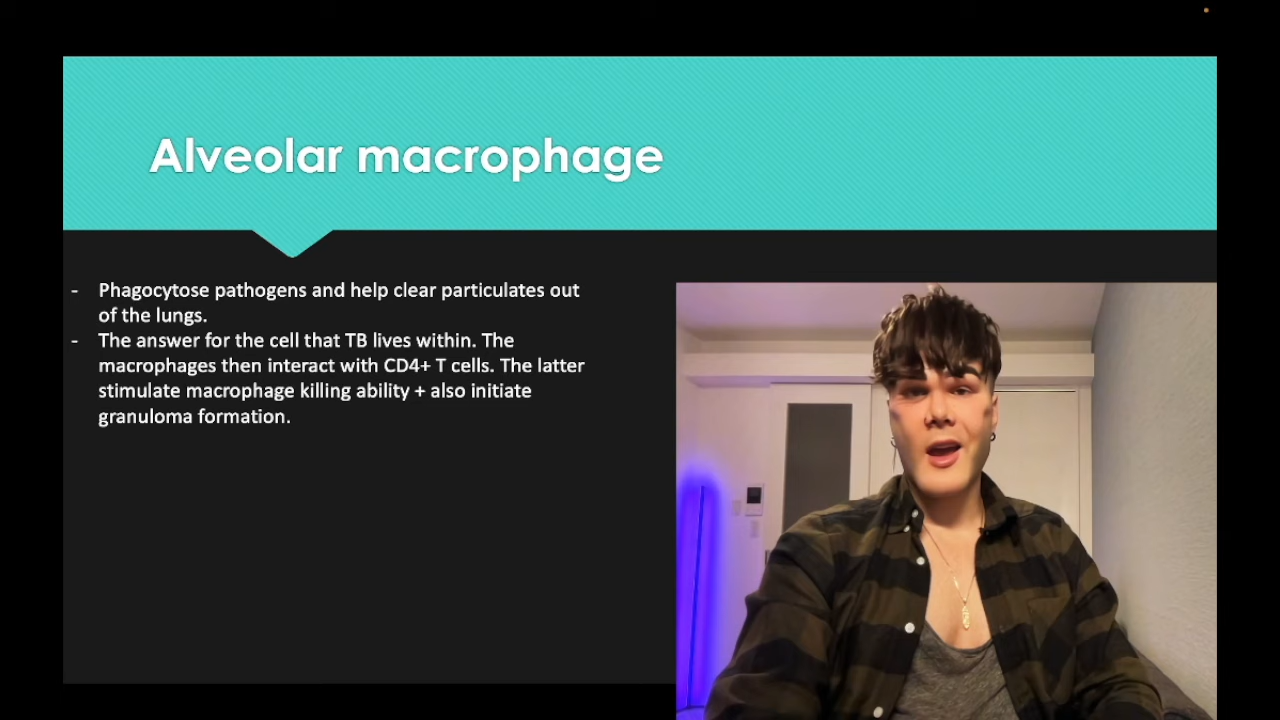 Alveolar macrophage
- Phagocytose pathogens and help clear particulates out
of the lungs.
- The answer for the cell that TB lives within. The
macrophages then interact with CD4+ T cells. The latter
stimulate macrophage killing ability + also initiate
granuloma formation.